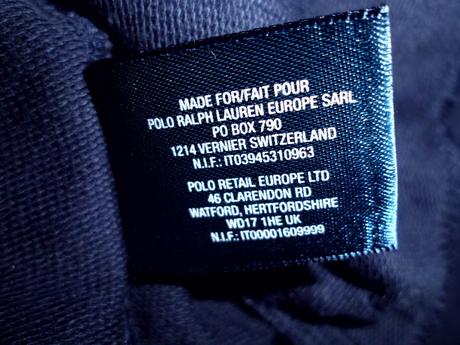 MADE FOR/FAIT POUR
POLO RALPH LAUREN EUROPE SARL
PO BOX 790
1214 VERNIER SWITZERLAND
N.I.F.: IT03945310963
POLO RETAIL EUROPE LTD
46 CLARENDON RD
WATFORD, HERTFORDSHIRE
WD17 1HE UK
N.I.F.: IT00001609999